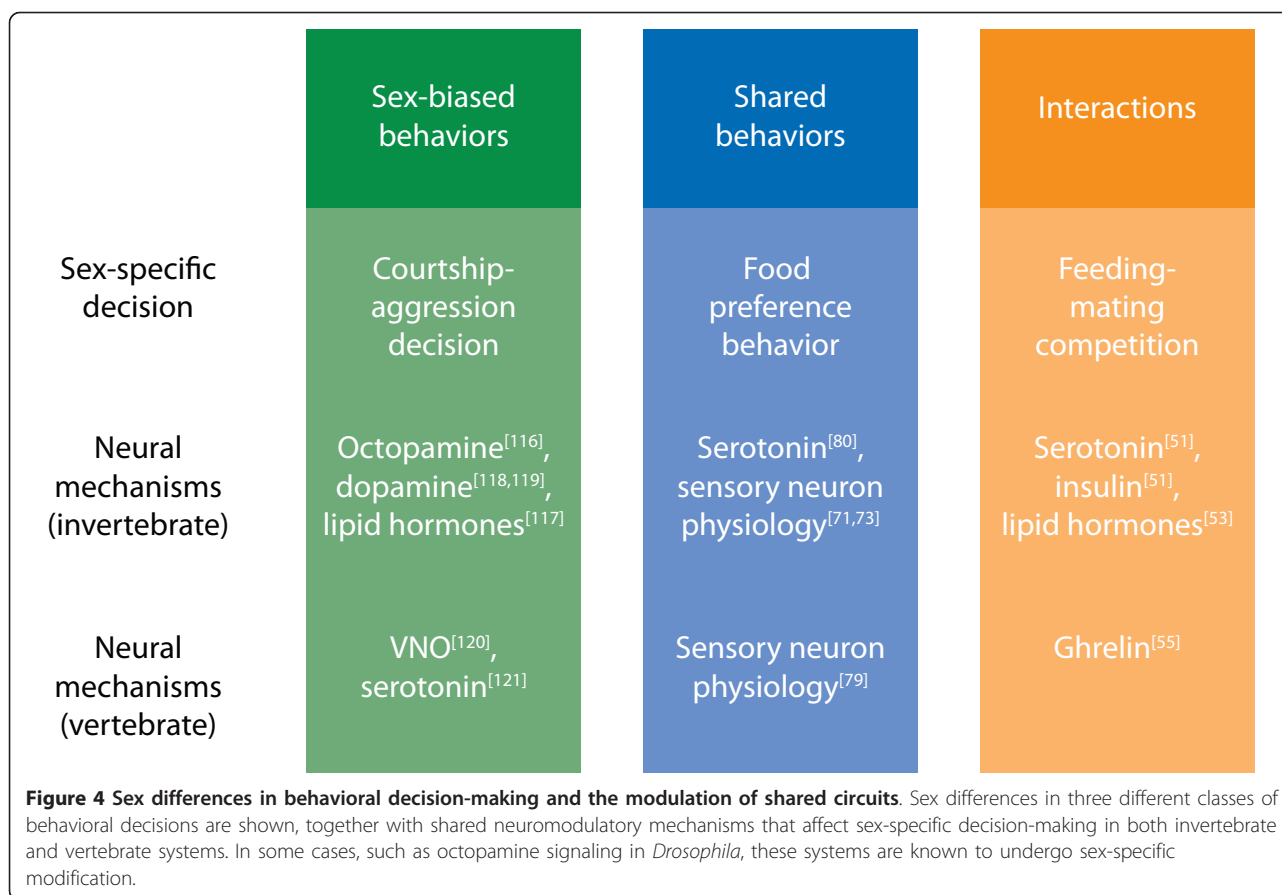 Sex-biased
behaviors
Shared
behaviors
Interactions
Sex-specific
decision
Courtship-
aggression
decision
Food
preference
behavior
Feeding-
mating
competition
Neural
mechanisms
(invertebrate)
Octopamine[116],
dopamine[118,119],
lipid hormones[117]
Serotonin[80],
sensory neuron
physiology[71,73]
Serotonin[51],
insulin[51],
lipid hormones[53]
Neural
mechanisms
(vertebrate)
VNO[120],
serotonin[121]
Sensory neuron
physiology[79]
Ghrelin[55]
Figure 4 Sex differences in behavioral decision-making and the modulation of shared circuits. Sex differences in three different classes of
behavioral decisions are shown, together with shared neuromodulatory mechanisms that affect sex-specific decision-making in both invertebrate
and vertebrate systems. In some cases, such as octopamine signaling in Drosophila, these systems are known to undergo sex-specific
modification.